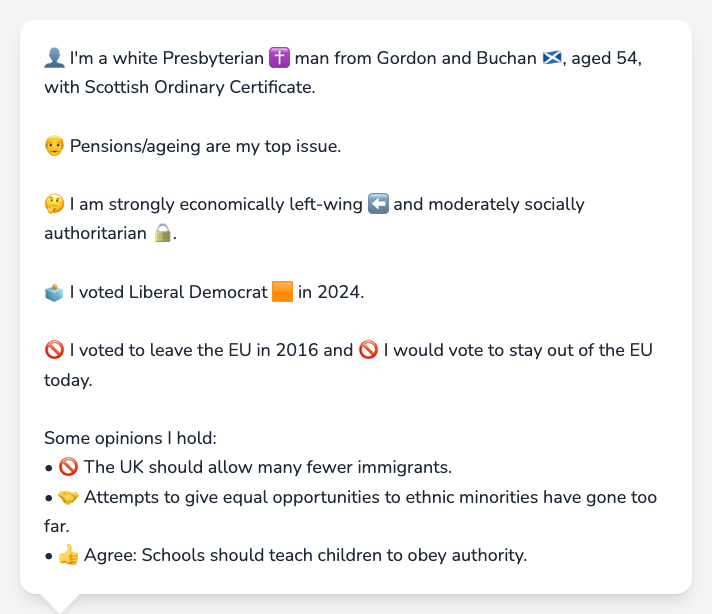 👤 I'm a white Presbyterian ✝️ man from Gordon and Buchan 🏴󠁧󠁢󠁳󠁣󠁴󠁿, aged 54,
with Scottish Ordinary Certificate.
👴 Pensions/ageing are my top issue.
🤔 I am strongly economically left-wing ⬅️ and moderately socially
authoritarian 🔒.
🗳️ I voted Liberal Democrat 🟧 in 2024.
🚫 I voted to leave the EU in 2016 and 🚫 I would vote to stay out of the EU
today.
Some opinions I hold:
• 🚫 The UK should allow many fewer immigrants.
• 🤝 Attempts to give equal opportunities to ethnic minorities have gone too
far.
• 👍 Agree: Schools should teach children to obey authority.